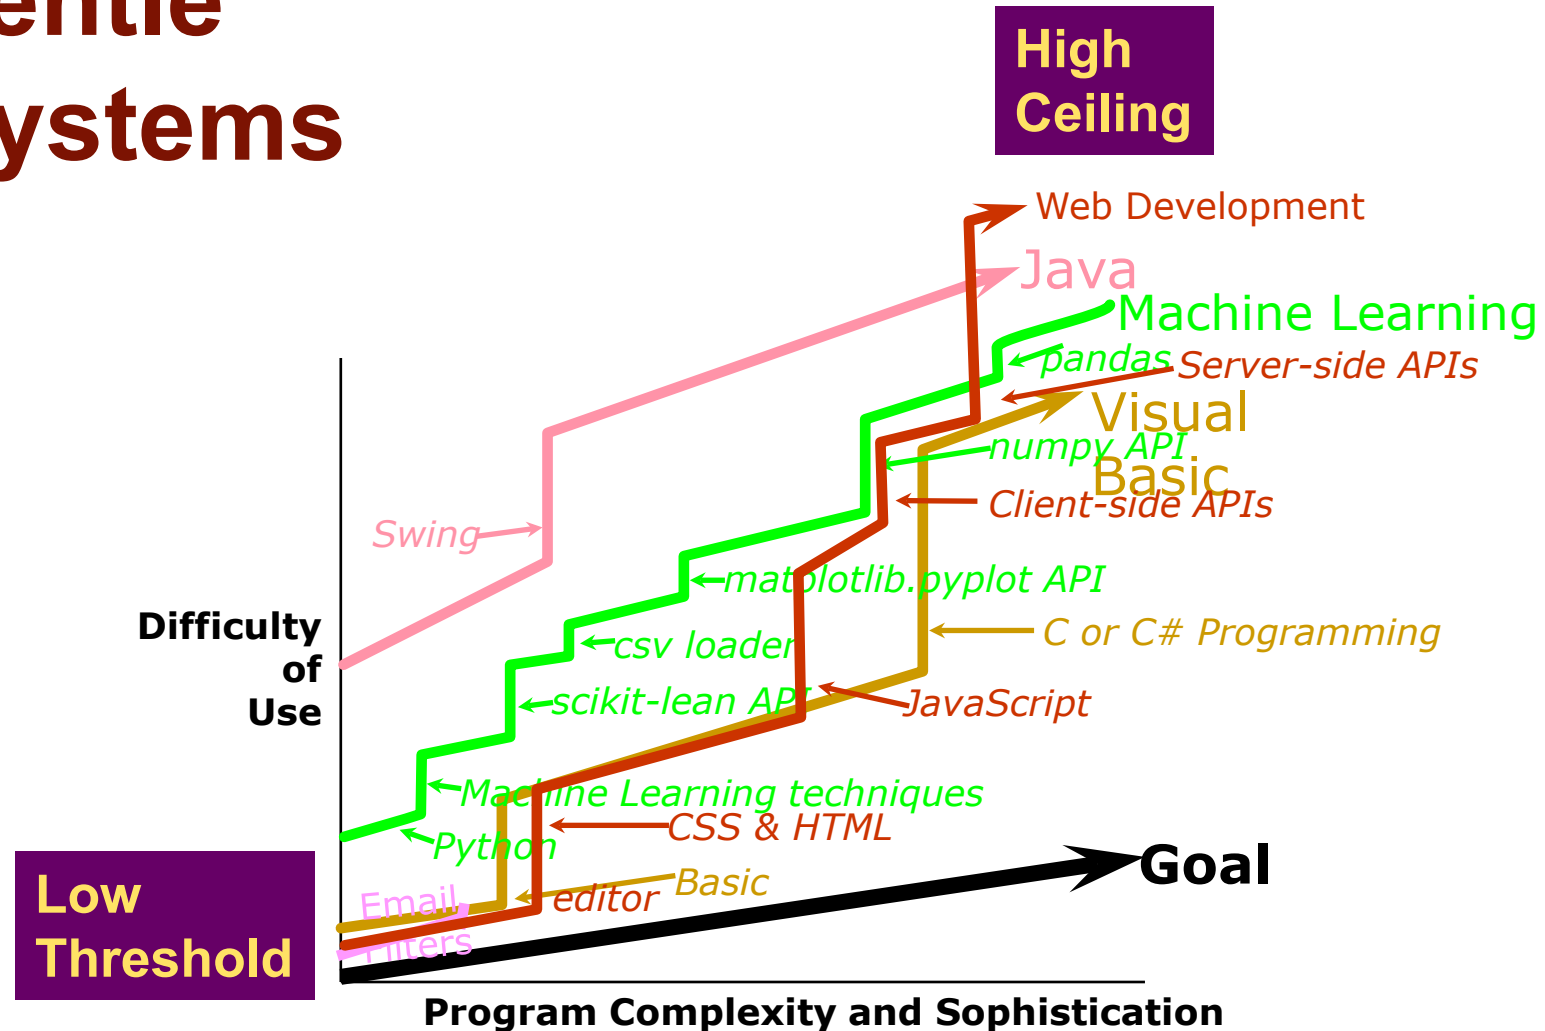 entle
ystems
High
Ceiling
Web Development
Java
Machine Learning
pandas
Server-side APIs
Visual
Basic
numpy API
Client-side APIs
Swing
matplotlib.pyplot API
Difficulty
of
Use
C or C# Programming
csv loader
scikit-lean API
JavaScript
Machine Learning techniques
CSS & HTML
Python
Goal
Basic
editor
Email
Filters
Low
Threshold
Program Complexity and Sophistication